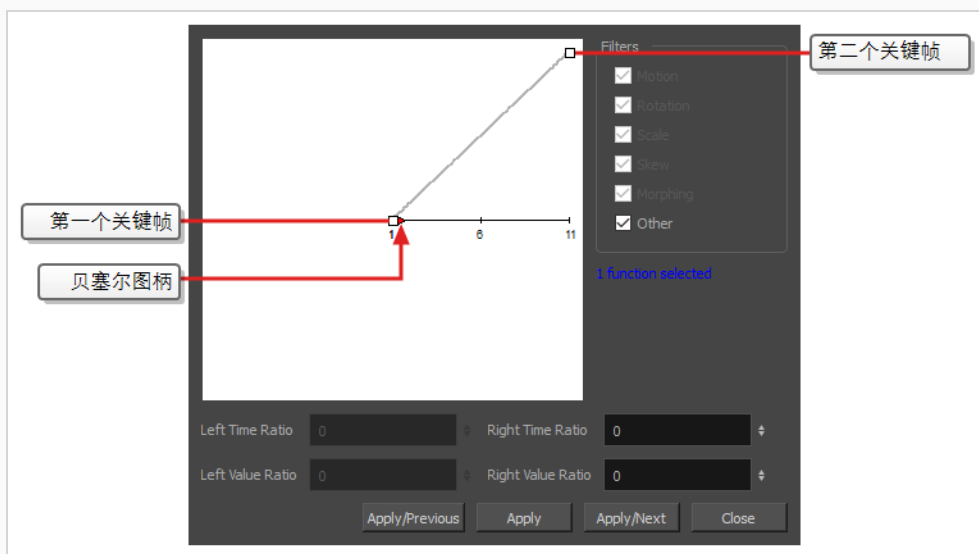 Filters
第二个关键帧
Motion
Rotation
Scale
Skew
Morphing
Other
第一个关键帧
1
6
11
贝塞尔图柄
1 function selected
Left Time Ratio 0 Right Time Ratio 0
Left Value Ratio 0 Right Value Ratio 0
Apply/Previous Apply Apply/Next Close